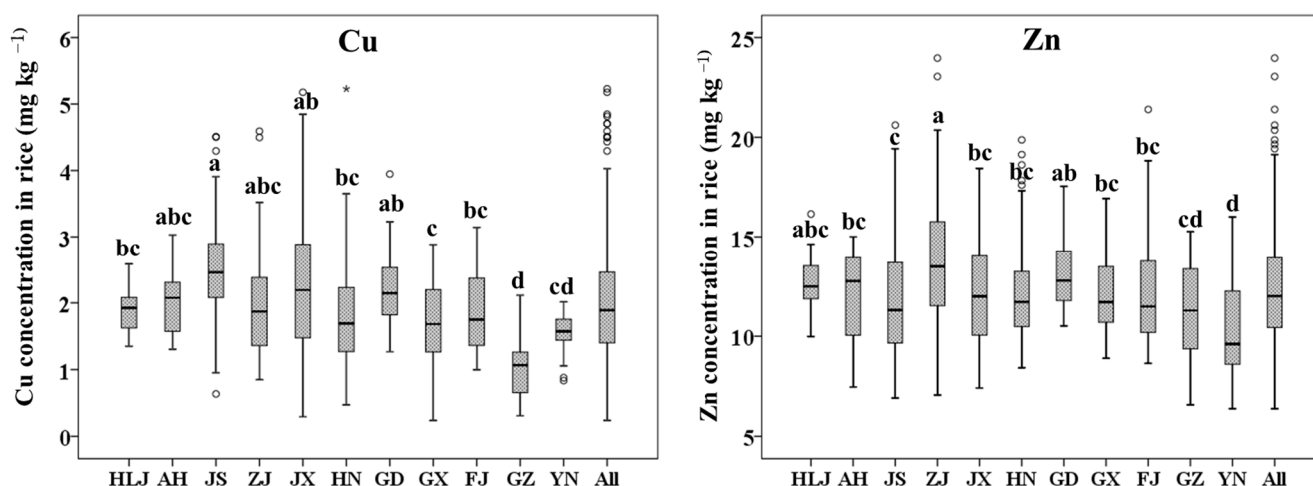 Cu
Cu concentration in rice (mg kg −1)
6
5
4
3
2
1
0
bc
abc
a
abc
ab
bc
ab
c
bc
d
cd
HLJ AH JS ZJ JX HN GD GX FJ GZ YN All
Zn
Zn concentration in rice (mg kg −1)
25
20
15
10
5
abc
bc
c
a
bc
bc
ab
bc
bc
cd
d
HLJ AH JS ZJ JX HN GD GX FJ GZ YN All